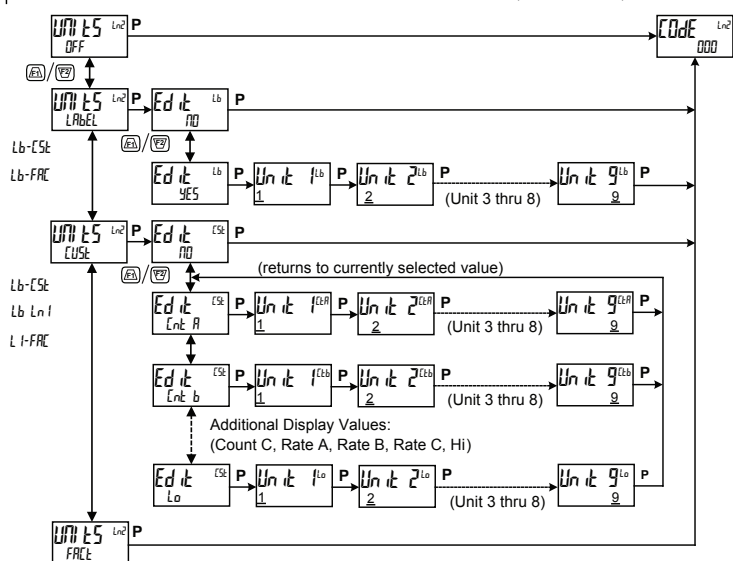 UNItS Ln2 P
OFF
CodE Ln2
000
F1 / F2
UNItS Ln2 P Edit Lb P
LAbEL NO
Lb-CSt
F1 / F2
Lb-FAC
Edit Lb P Unit 1 Lb P Unit 2 Lb P Unit 9 Lb P
YES 1 2 (Unit 3 thru 8) 9
UNItS Ln2 P Edit CSt P
CUSt NO
F1 / F2
(returns to currently selected value)
Lb-CSt
Lb Ln1
L1-FAC
Edit CSt P Unit 1 CtA P Unit 2 CtA P Unit 9 CtA P
Cnt A 1 2 (Unit 3 thru 8) 9
Edit CSt P Unit 1 Ctb P Unit 2 Ctb P Unit 9 Ctb P
Cnt b 1 2 (Unit 3 thru 8) 9
Additional Display Values:
(Count C, Rate A, Rate B, Rate C, Hi)
Edit CSt P Unit 1 Lo P Unit 2 Lo P Unit 9 Lo P
Lo 1 2 (Unit 3 thru 8) 9
UNItS Ln2 P
FACt